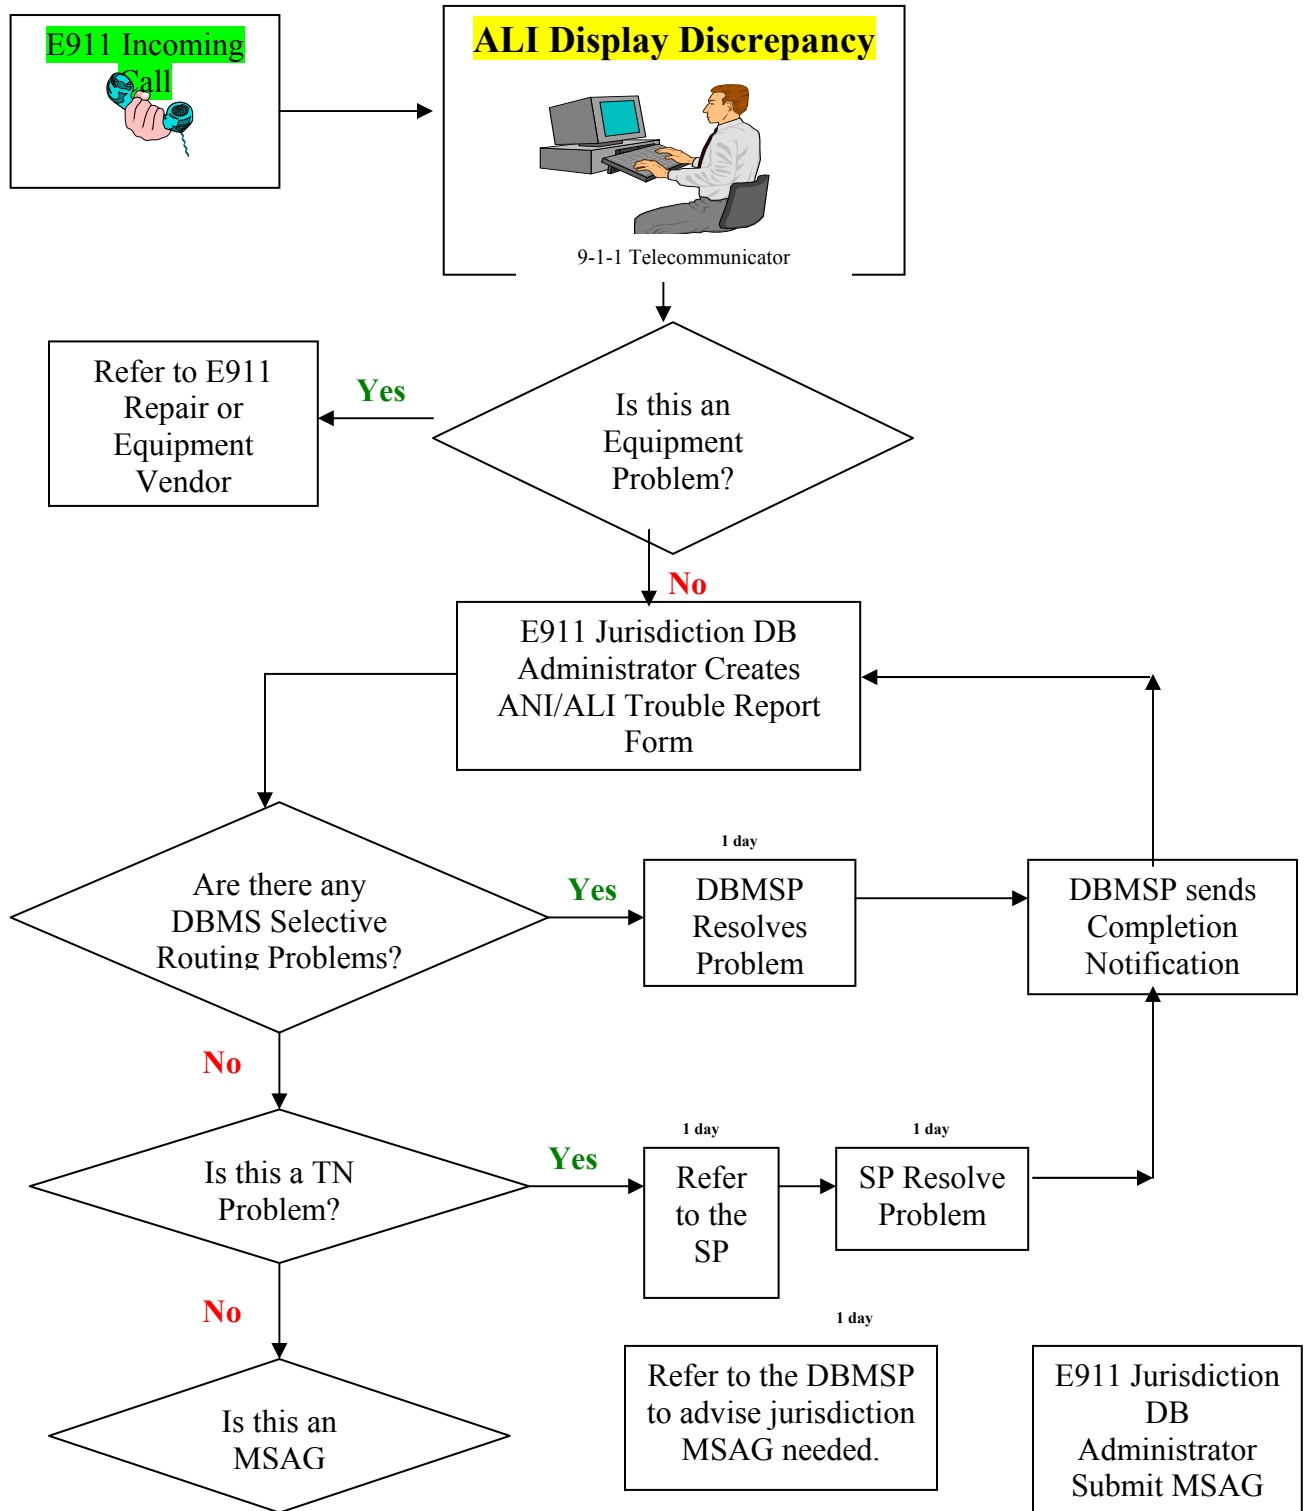 E911 Incoming
Call
ALI Display Discrepancy
9-1-1 Telecommunicator
Refer to E911
Repair or
Equipment
Vendor
Yes
Is this an
Equipment
Problem?
No
E911 Jurisdiction DB
Administrator Creates
ANI/ALI Trouble Report
Form
Are there any
DBMS Selective
Routing Problems?
Yes
1 day
DBMSP
Resolves
Problem
DBMSP sends
Completion
Notification
No
Is this a TN
Problem?
Yes
1 day
Refer
to the
SP
1 day
SP Resolve
Problem
No
1 day
Is this an
MSAG
Refer to the DBMSP
to advise jurisdiction
MSAG needed.
E911 Jurisdiction
DB
Administrator
Submit MSAG